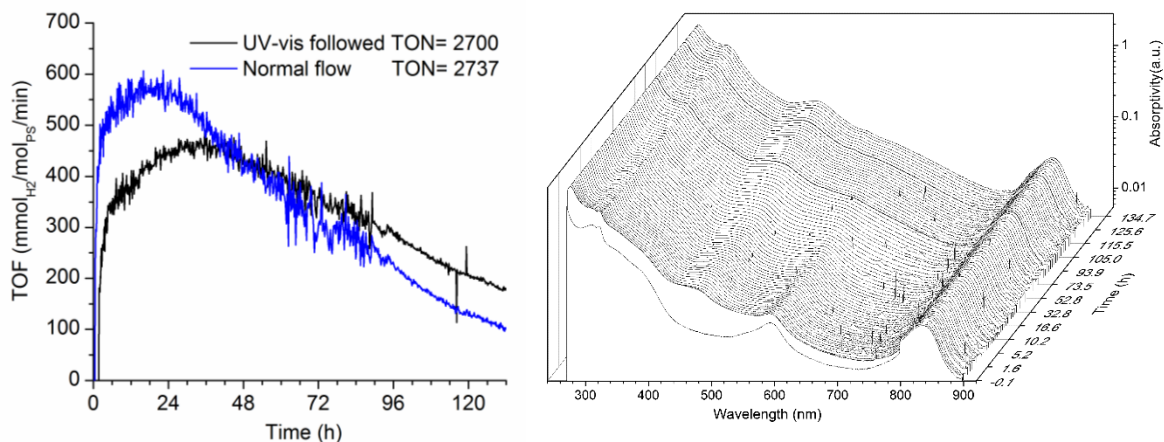 700
600
500
400
300
200
100
0
TOF (mmol_H2/mol_PS/min)
UV-vis followed TON= 2700
Normal flow TON= 2737
0 24 48 72 96 120
Time (h)
1
0.1
0.01
Absorptivity(a.u.)
134.7
125.6
115.5
105.0
93.9
73.5
52.8
32.8
16.6
10.2
5.2
1.6
-0.1
Time (h)
300 400 500 600 700 800 900
Wavelength (nm)